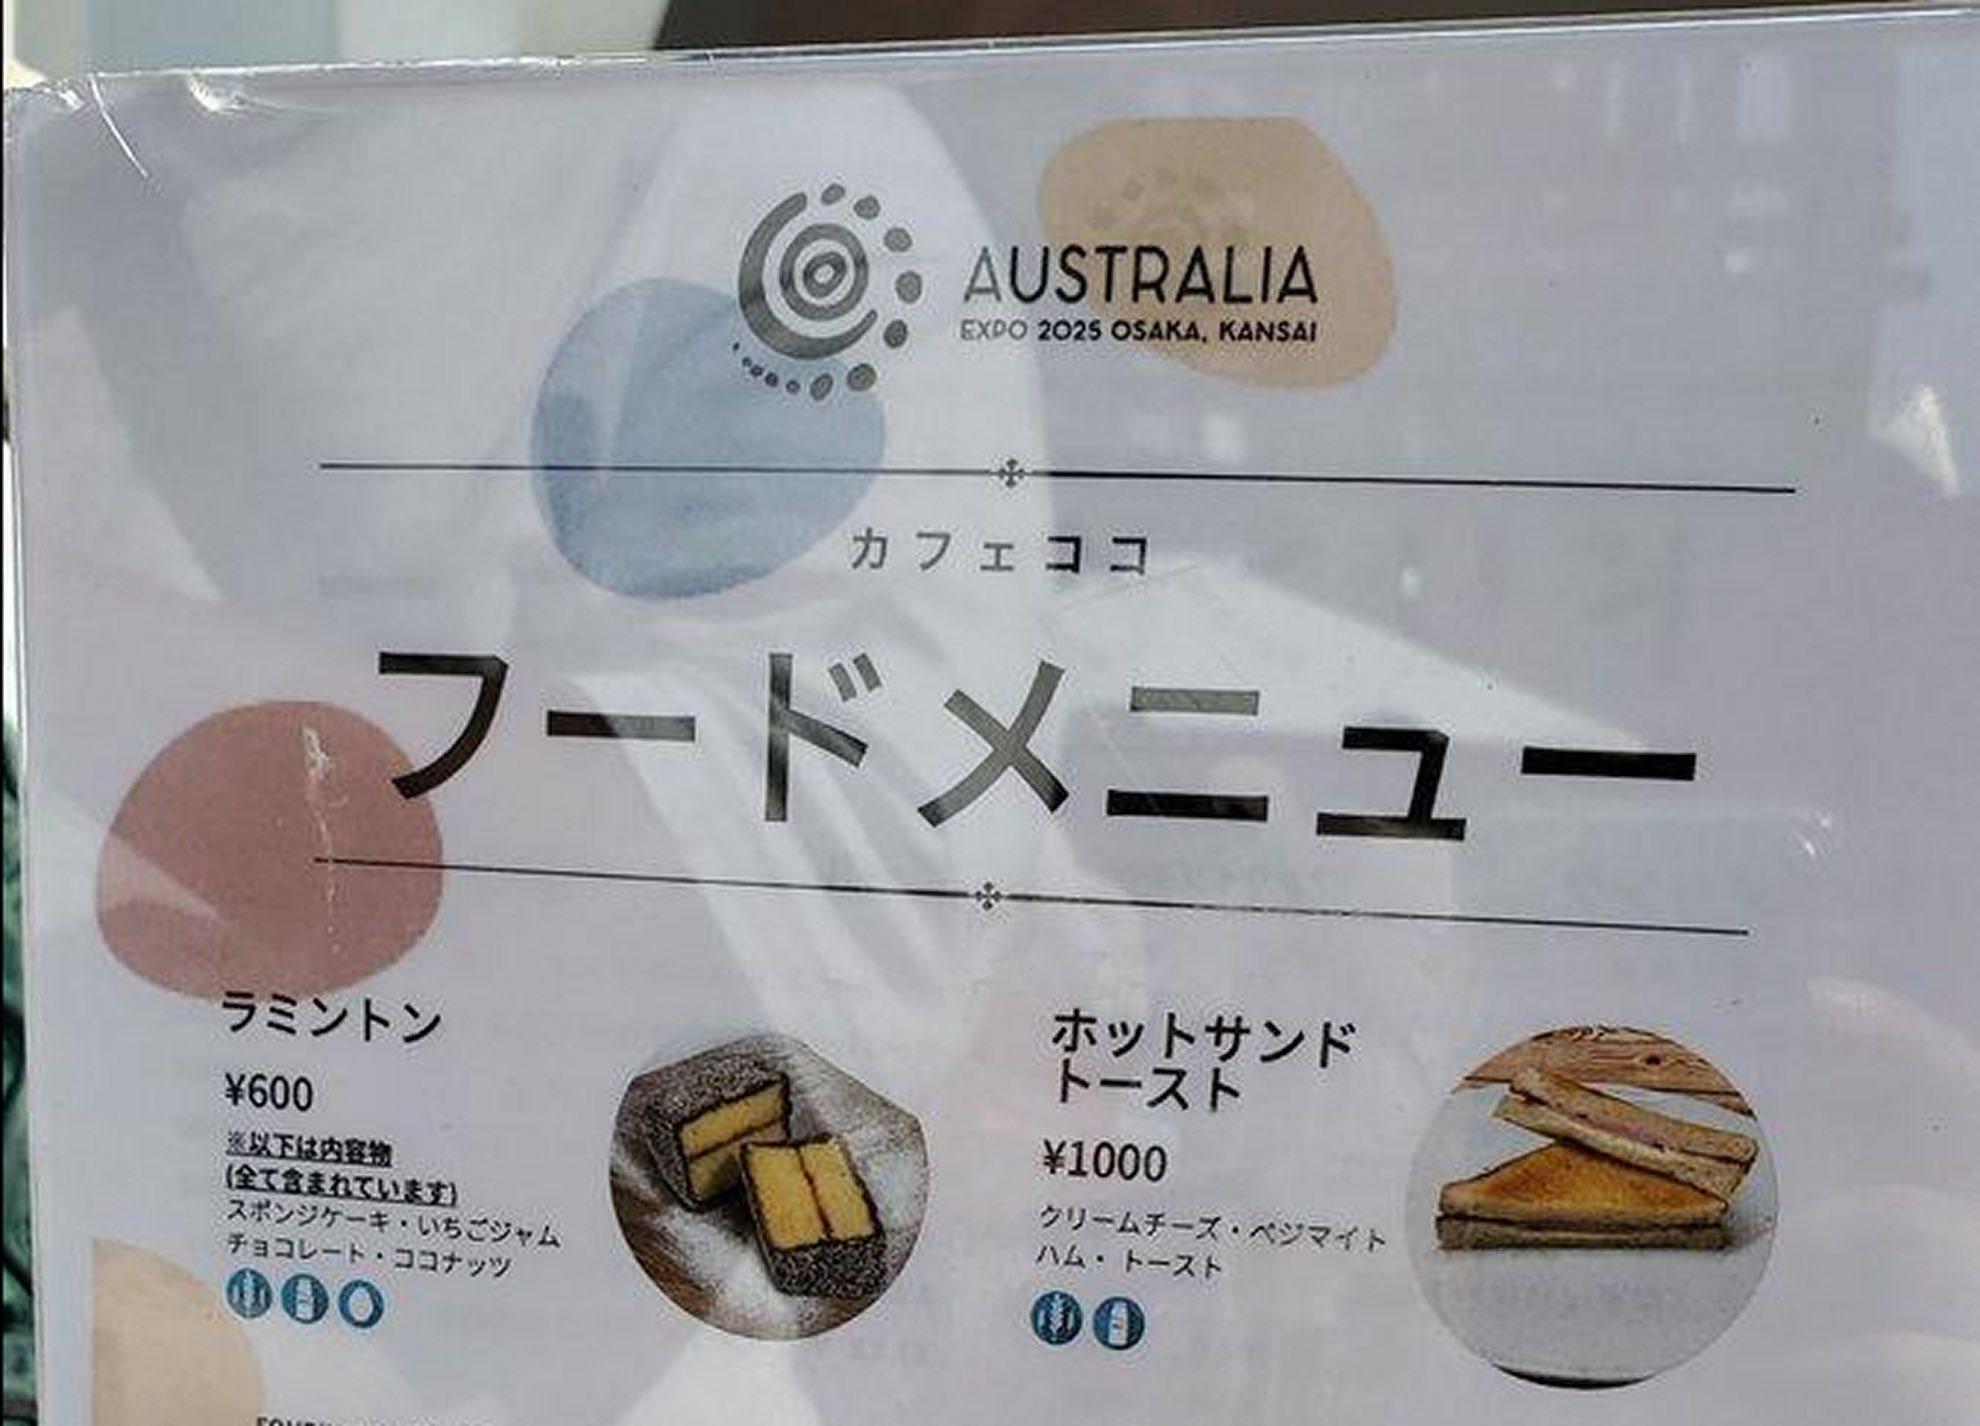 AUSTRALIA
EXPO 2025 OSAKA, KANSAI
カフェココ
フードメニュー
ラミントン
¥600
※以下は内容物
(全て含まれています)
スポンジケーキ・いちごジャム
チョコレート・ココナッツ
ホットサンド
トースト
¥1000
クリームチーズ・ベジマイト
ハム・トースト